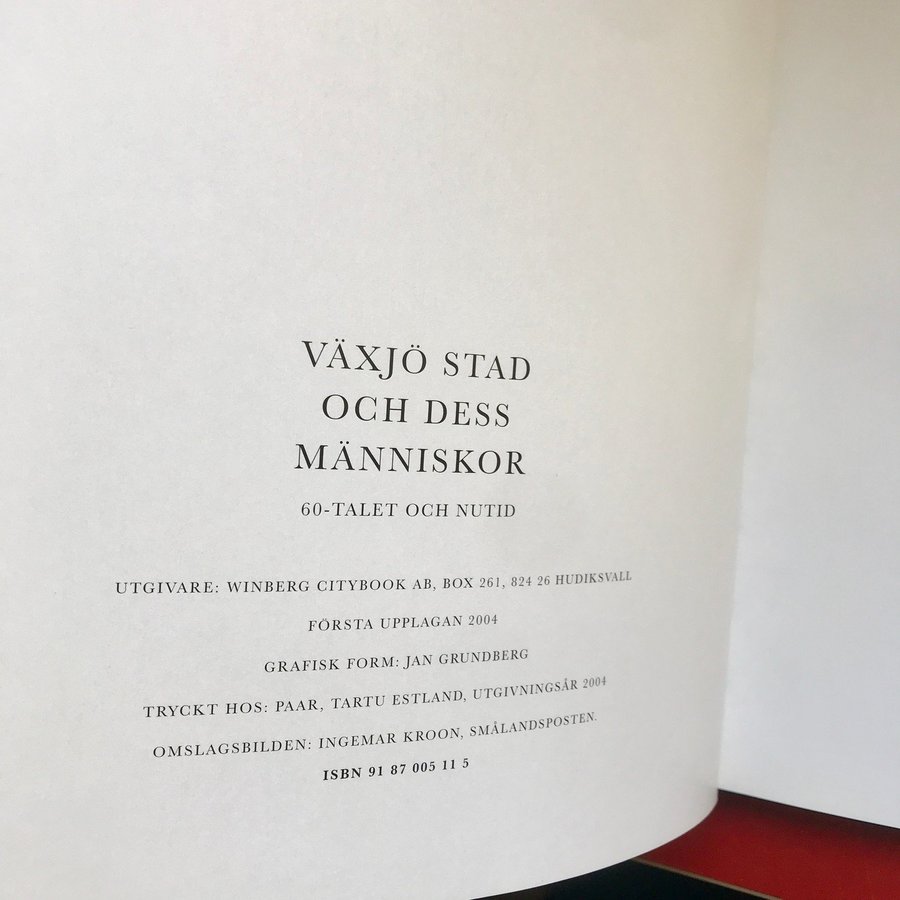 VÄXJÖ STAD
OCH DESS
MÄNNISKOR
60-TALET OCH NUTID
UTGIVARE: WINBERG CITYBOOK AB, BOX 261, 824 26 HUDIKSVALL
FÖRSTA UPPLAGAN 2004
GRAFISK FORM: JAN GRUNDBERG
TRYCKT HOS: PAAR, TARTU ESTLAND, UTGIVNINGSÅR 2004
OMSLAGSBILDEN: INGEMAR KROON, SMÅLANDSPOSTEN.
ISBN 91 87 005 11 5